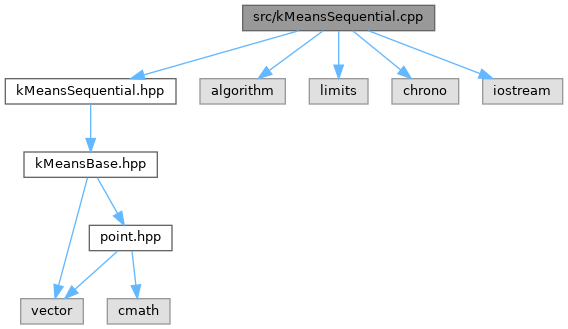 src/kMeansSequential.cpp
kMeansSequential.hpp
algorithm
limits
chrono
iostream
kMeansBase.hpp
point.hpp
vector
cmath